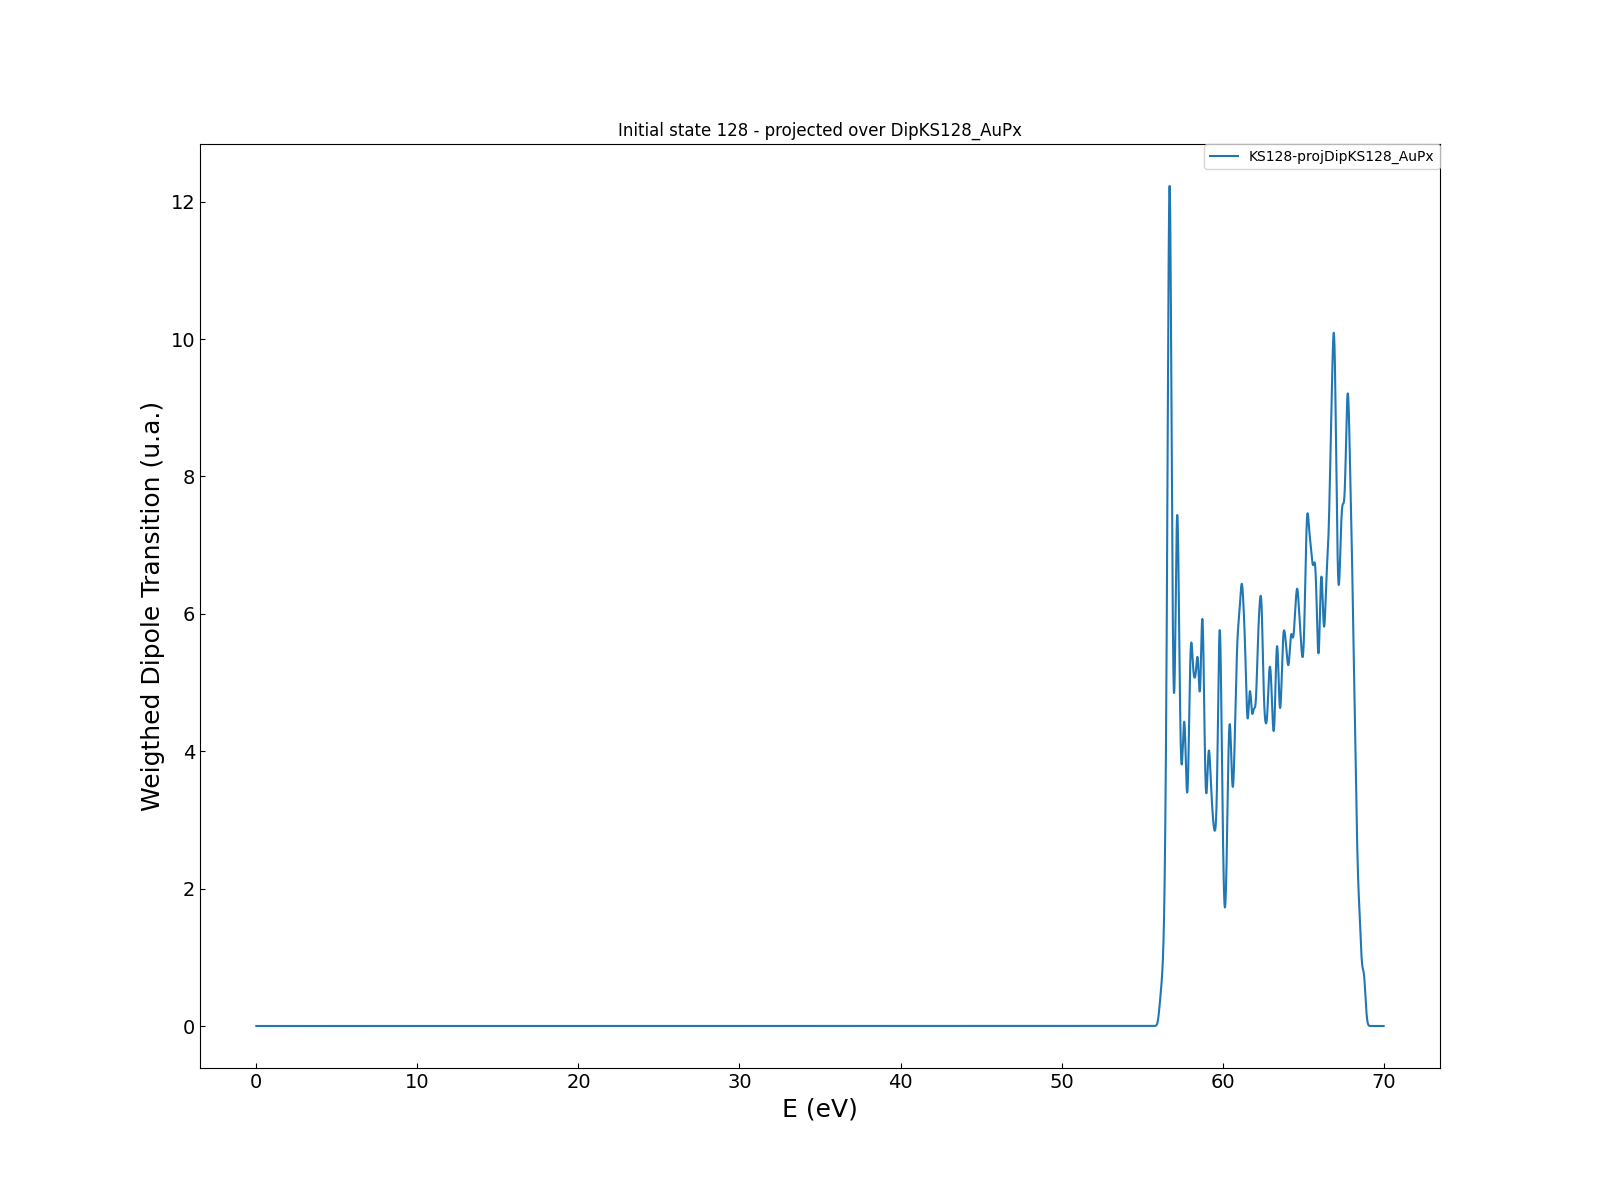 Initial state 128 - projected over DipKS128_AuPx
KS128-projDipKS128_AuPx
Weigthed Dipole Transition (u.a.)
12
10
8
6
4
2
0
0 10 20 30 40 50 60 70
E (eV)